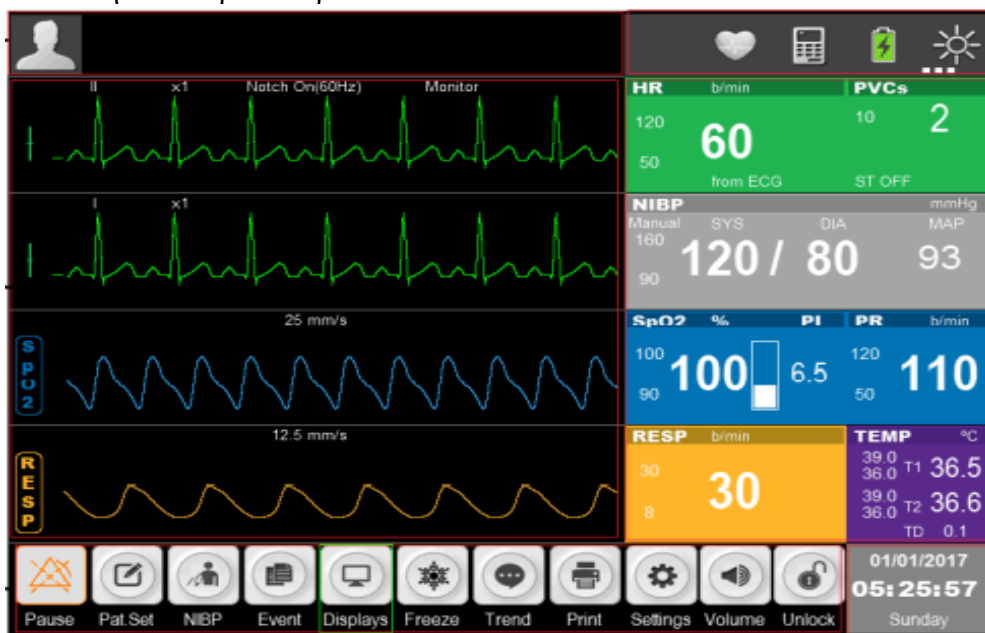 II x1 Notch On(60Hz) Monitor
I x1
25 mm/s
SpO2
12.5 mm/s
RESP
HR b/min PVCs
120 60 10 2
50
from ECG ST OFF
NIBP mmHg
Manual SYS DIA MAP
160 120 / 80 93
90
SpO2 % PI PR b/min
100 100 6.5 120 110
90 50
RESP b/min
30 30
8
TEMP °C
39.0 T1 36.5
36.0
39.0 T2 36.6
36.0
TD 0.1
Pause Pat.Set NIBP Event Displays Freeze Trend Print Settings Volume Unlock
01/01/2017
05:25:57
Sunday